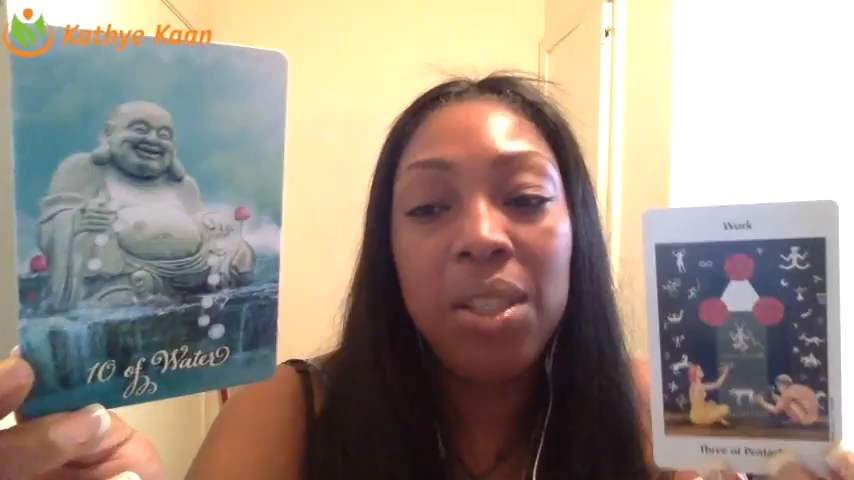 Kathye Kaan
10 of Water
Work
Three of Pentacles